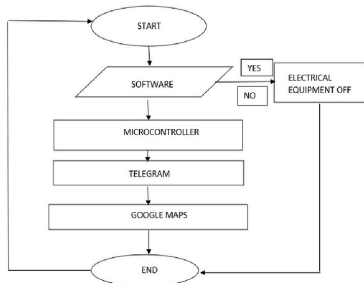 START
SOFTWARE
YES
NO
ELECTRICAL
EQUIPMENT OFF
MICROCONTROLLER
TELEGRAM
GOOGLE MAPS
END